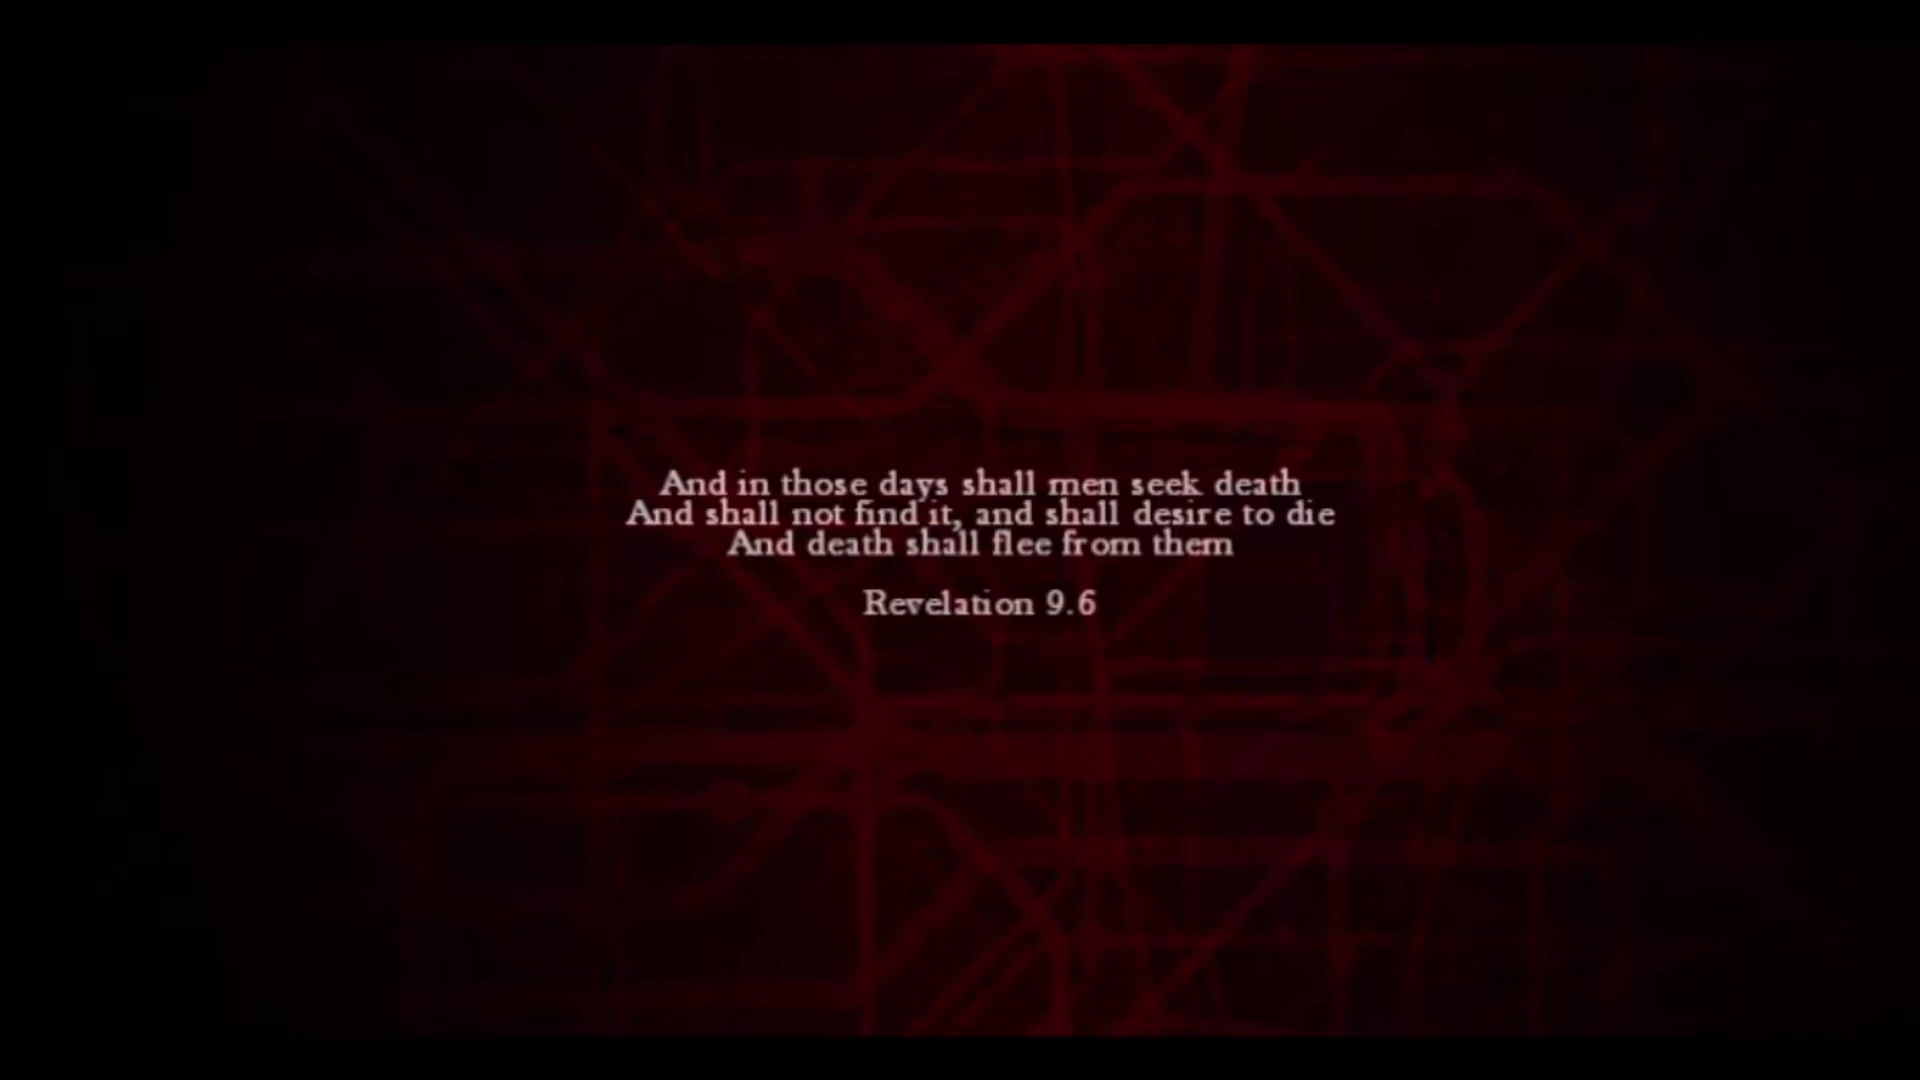 And in those days shall men seek death
And shall not find it, and shall desire to die
And death shall flee from them
Revelation 9.6